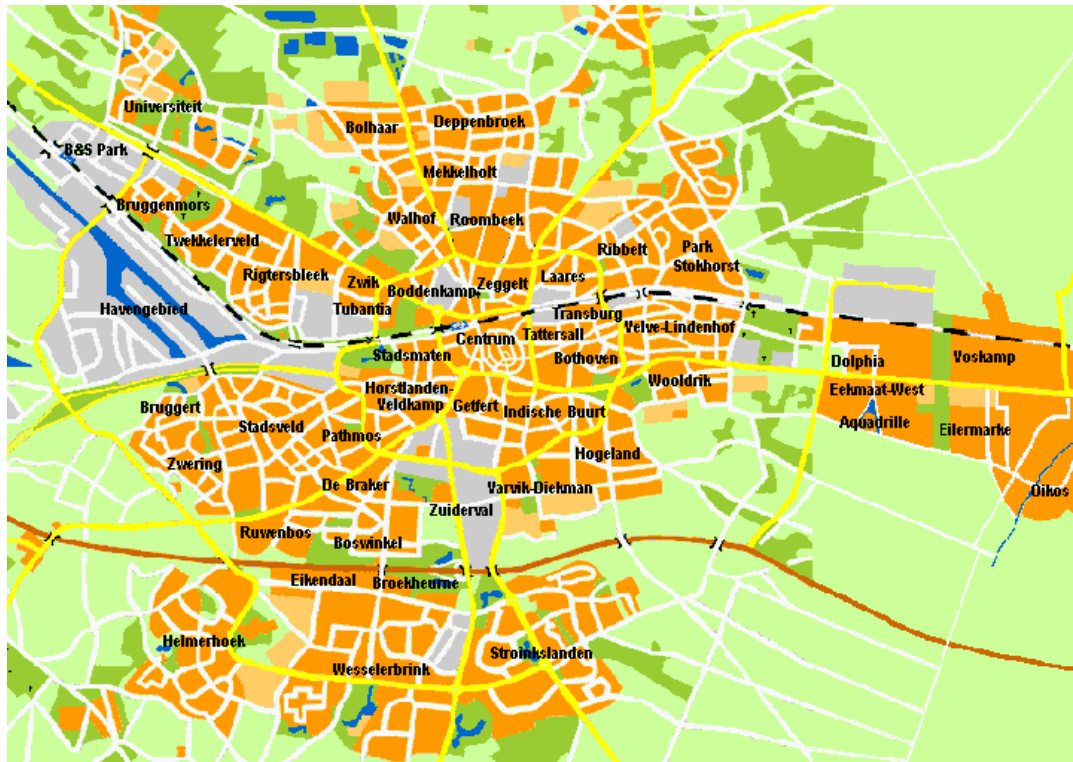 Universiteit
Bolhaar
Deppenbroek
B&S Park
Mekkelholt
Bruggenmors
Walhof
Roombeek
Twekkelerveld
Ribbelt
Park
Stokhorst
Rigtersbleek
Zwik
Boddenkamp
Zeggelt
Laares
Havengebied
Tubantia
Transburg
Centrum
Tattersall
Velve-Lindenhof
Stadsmaten
Bothoven
Dolphia
Voskamp
Horstlanden-
Veldkamp
Wooldrik
Eekmaat-West
Bruggert
Getfert
Indische Buurt
Stadsveld
Pathmos
Aquadrille
Eilermarke
Zwering
Hogeland
De Braker
Varvik-Diekman
Oikos
Zuiderval
Ruwenbos
Boswinkel
Eikendaal
Broekheurne
Helmerhoek
Stroinkslanden
Wesselerbrink